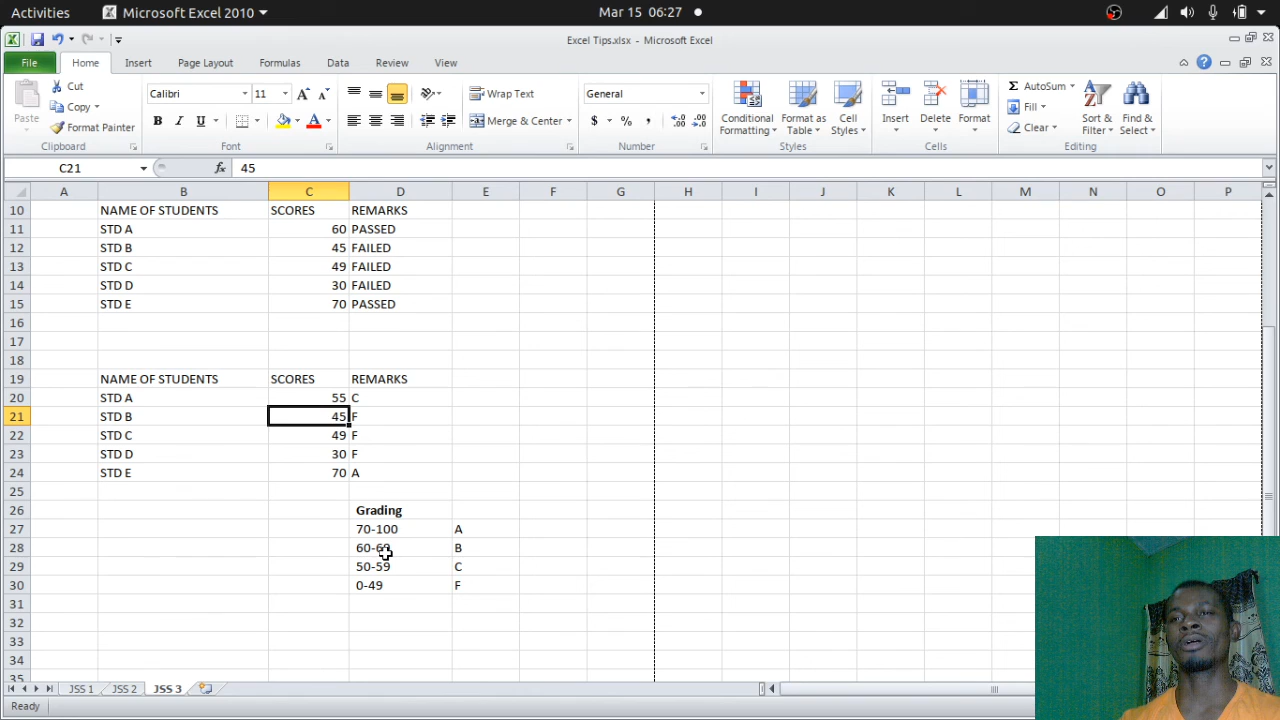 Activities Microsoft Excel 2010 Mar 15 06:27
Excel Tips.xlsx - Microsoft Excel
File Home Insert Page Layout Formulas Data Review View
Paste Cut Copy Format Painter Clipboard
Calibri 11 B I U A Font
Wrap Text Merge & Center Alignment
General $ % , Number
Conditional Formatting Format as Table Cell Styles Styles
Insert Delete Format Cells
AutoSum Fill Clear Sort & Filter Find & Select Editing
C21 fx 45
A B C D E F G H I J K L M N O P
10 NAME OF STUDENTS SCORES REMARKS
11 STD A 60 PASSED
12 STD B 45 FAILED
13 STD C 49 FAILED
14 STD D 30 FAILED
15 STD E 70 PASSED
16
17
18
19 NAME OF STUDENTS SCORES REMARKS
20 STD A 55 C
21 STD B 45 F
22 STD C 49 F
23 STD D 30 F
24 STD E 70 A
25
26 Grading
27 70-100 A
28 60-69 B
29 50-59 C
30 0-49 F
31
32
33
34
35
JSS 1 JSS 2 JSS 3
Ready